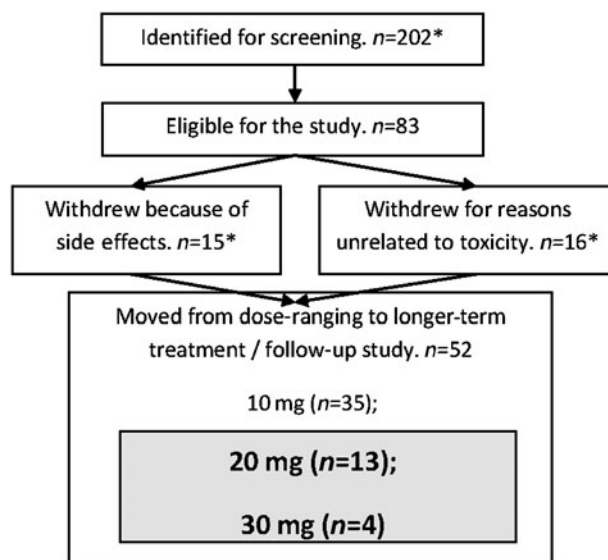 Identified for screening. n=202*
Eligible for the study. n=83
Withdrew because of
side effects. n=15*
Withdrew for reasons
unrelated to toxicity. n=16*
Moved from dose-ranging to longer-term
treatment / follow-up study. n=52
10 mg (n=35);
20 mg (n=13);
30 mg (n=4)